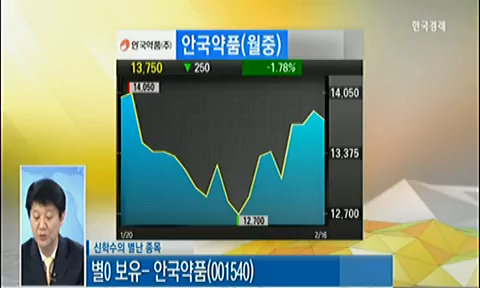 한국경제
안국약품(주)
안국약품(월중)
13,750 ▼ 250 -1.78%
14,050
14,050
13,375
12,700
12,700
1/20 2/16
신학수의 별난 종목
별0 보유- 안국약품(001540)